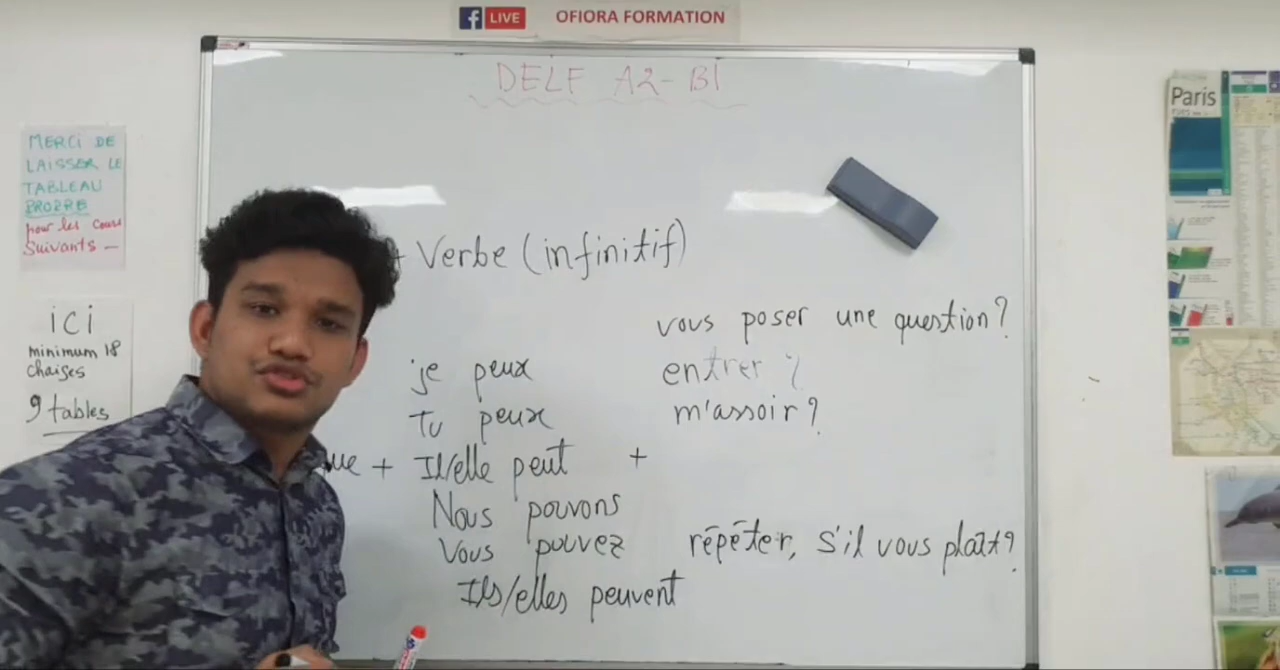 LIVE OFIORA FORMATION
DELF A2-B1
MERCI DE
LAISSER LE
TABLEAU
PROPRE
pour les cours
Suivants -
ici
minimum 18
chaises
9 tables
+ Verbe (infinitif)
vous poser une question?
je peux entrer ?
Tu peux m'assoir?
ue + Il/elle peut +
Nous pouvons
Vous pouvez répéter, s'il vous plaît?
Ils/elles peuvent
Paris